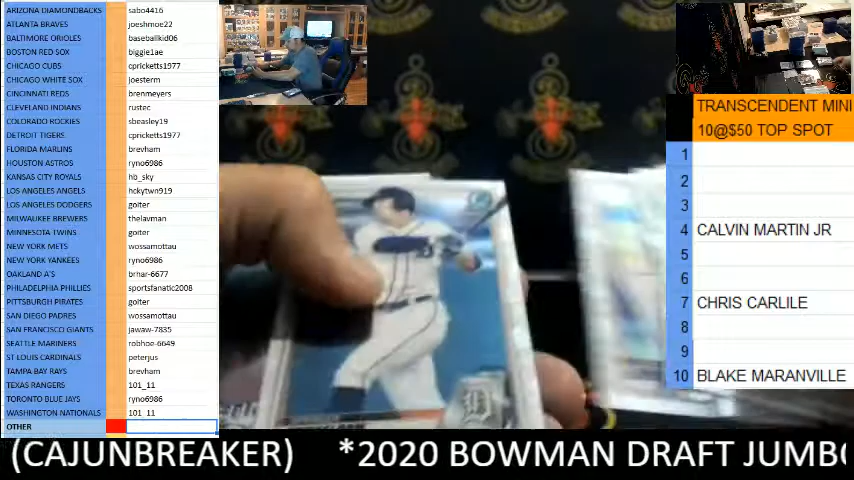 ARIZONA DIAMONDBACKS sabo4416
ATLANTA BRAVES joeshmoe22
BALTIMORE ORIOLES baseballkid06
BOSTON RED SOX biggie1ae
CHICAGO CUBS cpricketts1977
CHICAGO WHITE SOX joesterm
CINCINNATI REDS brenmeyers
CLEVELAND INDIANS rustec
COLORADO ROCKIES sbeasley19
DETROIT TIGERS cpricketts1977
FLORIDA MARLINS brevham
HOUSTON ASTROS ryno6986
KANSAS CITY ROYALS hb_sky
LOS ANGELES ANGELS hckytwn919
LOS ANGELES DODGERS golter
MILWAUKEE BREWERS thelavman
MINNESOTA TWINS golter
NEW YORK METS wossamottau
NEW YORK YANKEES ryno6986
OAKLAND A'S brhar-6677
PHILADELPHIA PHILLIES sportsfanatic2008
PITTSBURGH PIRATES golter
SAN DIEGO PADRES wossamottau
SAN FRANCISCO GIANTS jawaw-7835
SEATTLE MARINERS robhoe-6649
ST LOUIS CARDINALS peterjus
TAMPA BAY RAYS brevham
TEXAS RANGERS 101_11
TORONTO BLUE JAYS ryno6986
WASHINGTON NATIONALS 101_11
OTHER
TRANSCENDENT MINI
10@$50 TOP SPOT
1
2
3
4 CALVIN MARTIN JR
5
6
7 CHRIS CARLILE
8
9
10 BLAKE MARANVILLE
(CAJUNBREAKER) *2020 BOWMAN DRAFT JUMBO